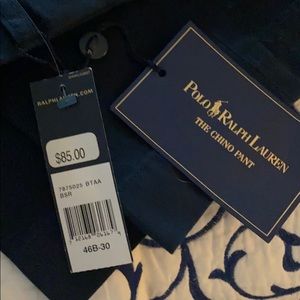 RALPHLAUREN.COM
$85.00
7875025 BTAA
BSR
46B-30
POLO RALPH LAUREN
THE CHINO PANT